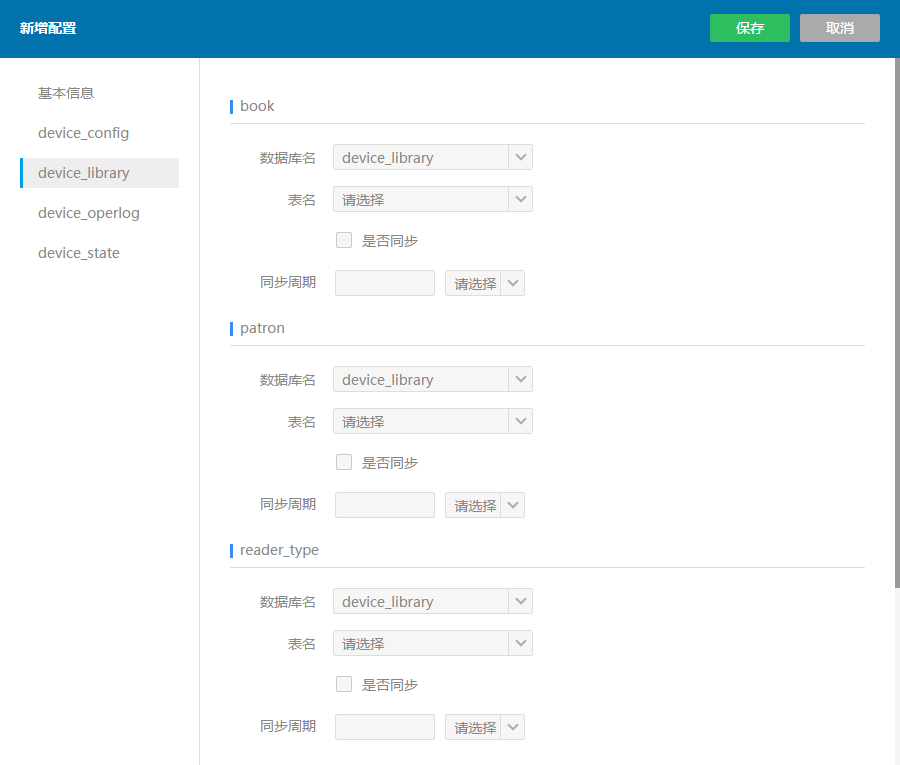 新增配置
保存
取消
基本信息
device_config
device_library
device_operlog
device_state
book
数据库名 device_library
表名 请选择
是否同步
同步周期 请选择
patron
数据库名 device_library
表名 请选择
是否同步
同步周期 请选择
reader_type
数据库名 device_library
表名 请选择
是否同步
同步周期 请选择